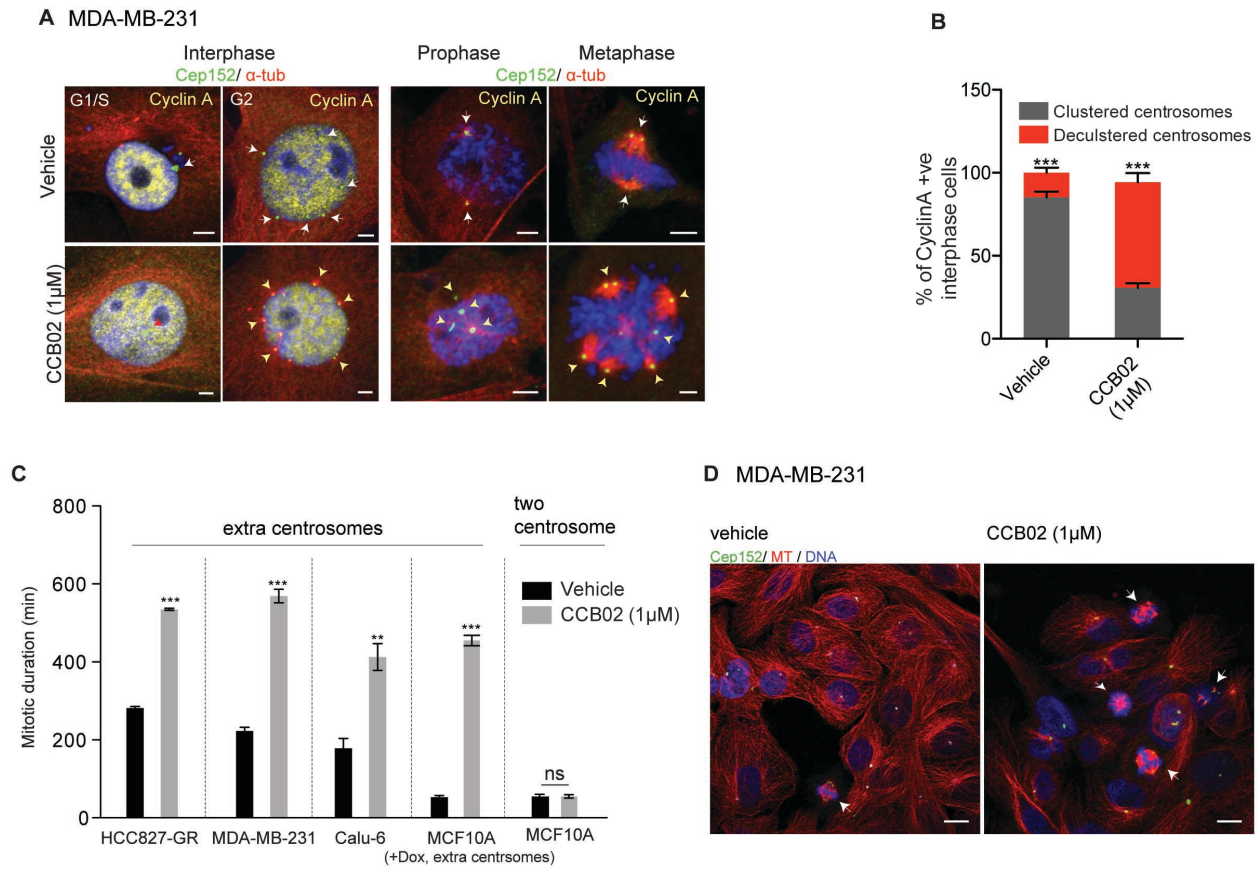 A MDA-MB-231
Interphase
Cep152/ α-tub
Prophase Metaphase
Cep152/ α-tub
G1/S Cyclin A
G2 Cyclin A
Cyclin A
Cyclin A
Vehicle
CCB02 (1µM)
B
Clustered centrosomes
Deculstered centrosomes
% of CyclinA +ve
interphase cells
150
100
50
0
***
***
Vehicle
CCB02
(1µM)
C
Mitotic duration (min)
800
600
400
200
0
extra centrosomes
two
centrosome
Vehicle
CCB02 (1µM)
***
***
**
***
ns
HCC827-GR
MDA-MB-231
Calu-6
MCF10A
(+Dox, extra centrsomes)
MCF10A
D MDA-MB-231
vehicle
Cep152/ MT / DNA
CCB02 (1µM)